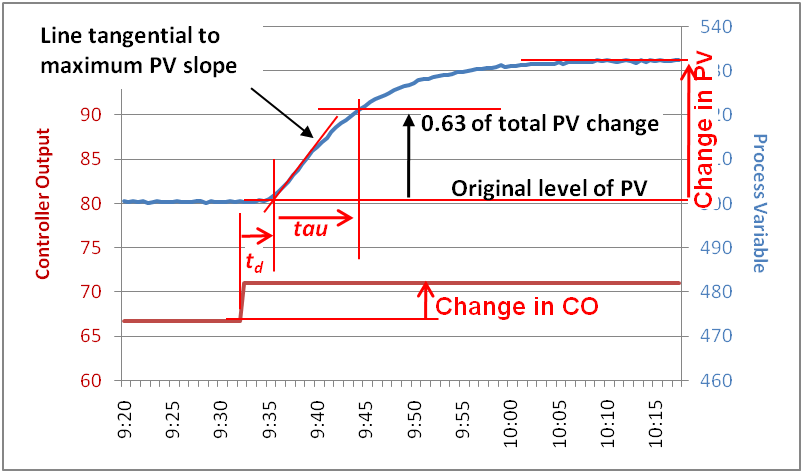 Line tangential to
maximum PV slope
0.63 of total PV change
Original level of PV
tau
t_d
Change in CO
Change in PV
Controller Output
90
85
80
75
70
65
60
Process Variable
540
490
480
470
460
9:20
9:25
9:30
9:35
9:40
9:45
9:50
9:55
10:00
10:05
10:10
10:15